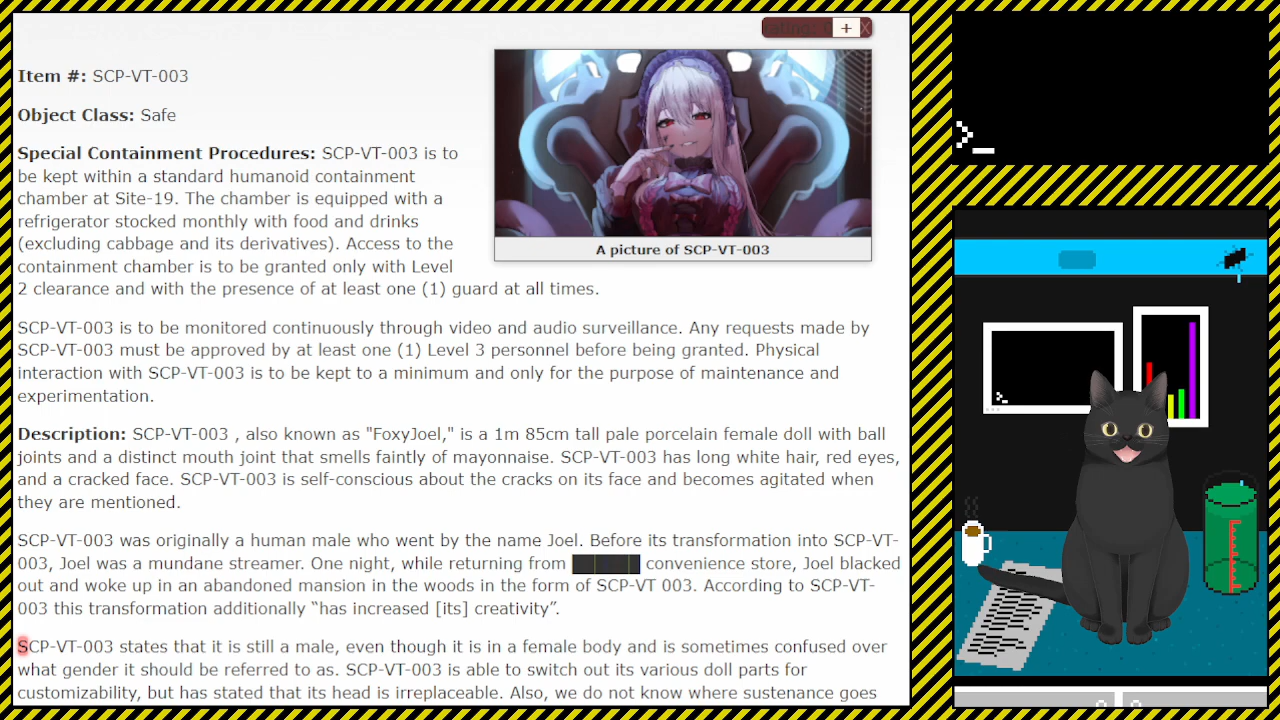 +
X
Item #: SCP-VT-003
Object Class: Safe
Special Containment Procedures: SCP-VT-003 is to
be kept within a standard humanoid containment
chamber at Site-19. The chamber is equipped with a
refrigerator stocked monthly with food and drinks
(excluding cabbage and its derivatives). Access to the
containment chamber is to be granted only with Level
2 clearance and with the presence of at least one (1) guard at all times.
A picture of SCP-VT-003
SCP-VT-003 is to be monitored continuously through video and audio surveillance. Any requests made by
SCP-VT-003 must be approved by at least one (1) Level 3 personnel before being granted. Physical
interaction with SCP-VT-003 is to be kept to a minimum and only for the purpose of maintenance and
experimentation.
Description: SCP-VT-003 , also known as "FoxyJoel," is a 1m 85cm tall pale porcelain female doll with ball
joints and a distinct mouth joint that smells faintly of mayonnaise. SCP-VT-003 has long white hair, red eyes,
and a cracked face. SCP-VT-003 is self-conscious about the cracks on its face and becomes agitated when
they are mentioned.
SCP-VT-003 was originally a human male who went by the name Joel. Before its transformation into SCP-VT-
003, Joel was a mundane streamer. One night, while returning from convenience store, Joel blacked
out and woke up in an abandoned mansion in the woods in the form of SCP-VT 003. According to SCP-VT-
003 this transformation additionally “has increased [its] creativity”.
SCP-VT-003 states that it is still a male, even though it is in a female body and is sometimes confused over
what gender it should be referred to as. SCP-VT-003 is able to switch out its various doll parts for
customizability, but has stated that its head is irreplaceable. Also, we do not know where sustenance goes
>_
>_